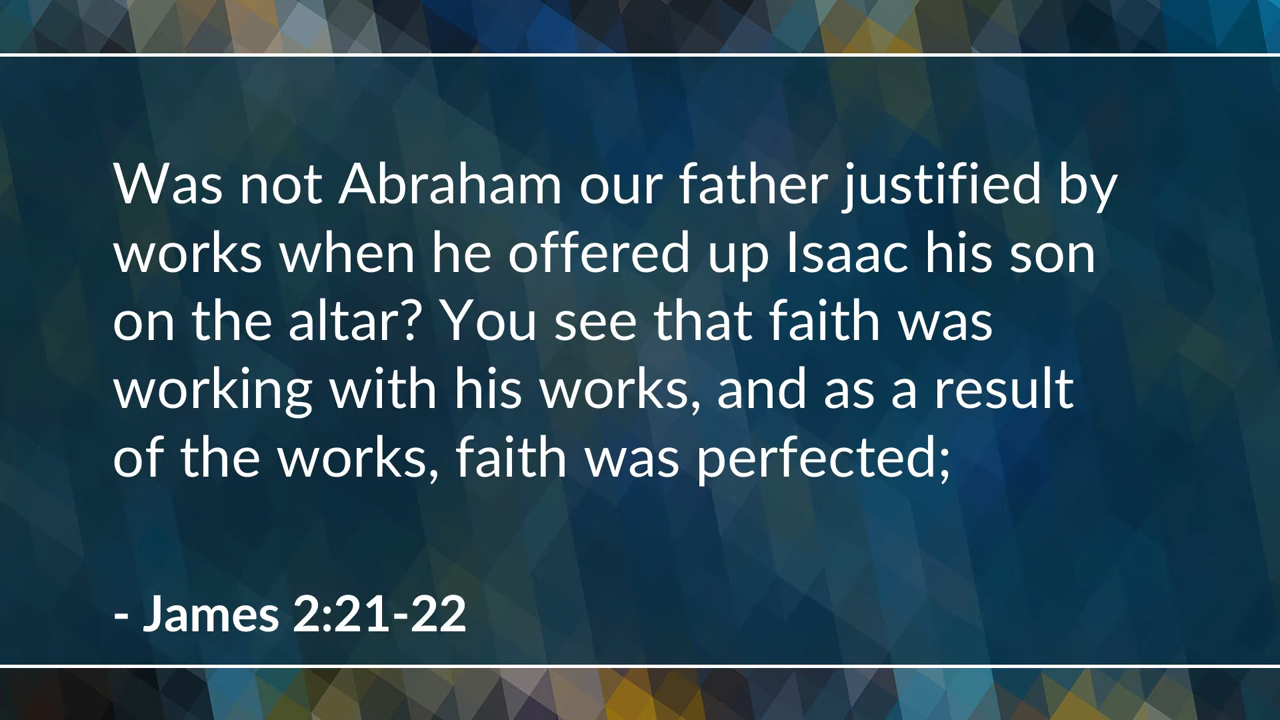 Was not Abraham our father justified by
works when he offered up Isaac his son
on the altar? You see that faith was
working with his works, and as a result
of the works, faith was perfected;
- James 2:21-22